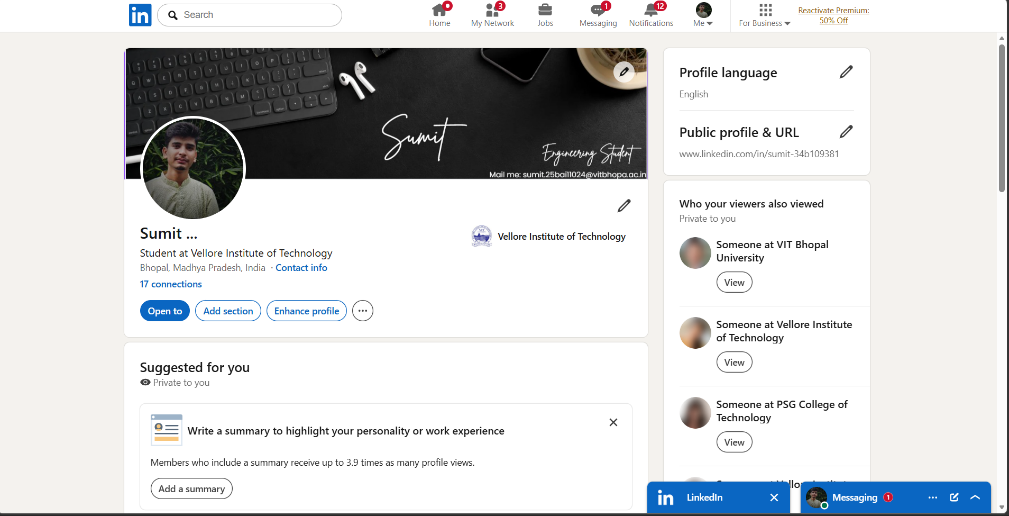 in
Search
Home
3
My Network
Jobs
1
Messaging
12
Notifications
Me
For Business
Reactivate Premium:
50% Off
Sumit
Engineering Student
Mail me: sumit.25bai11024@vitbhopa.ac.in
Sumit ...
Student at Vellore Institute of Technology
Bhopal, Madhya Pradesh, India · Contact info
17 connections
Vellore Institute of Technology
Open to
Add section
Enhance profile
Suggested for you
Private to you
Write a summary to highlight your personality or work experience
Members who include a summary receive up to 3.9 times as many profile views.
Add a summary
Profile language
English
Public profile & URL
www.linkedin.com/in/sumit-34b109381
Who your viewers also viewed
Private to you
Someone at VIT Bhopal
University
View
Someone at Vellore Institute
of Technology
View
Someone at PSG College of
Technology
View
in LinkedIn
Messaging 1